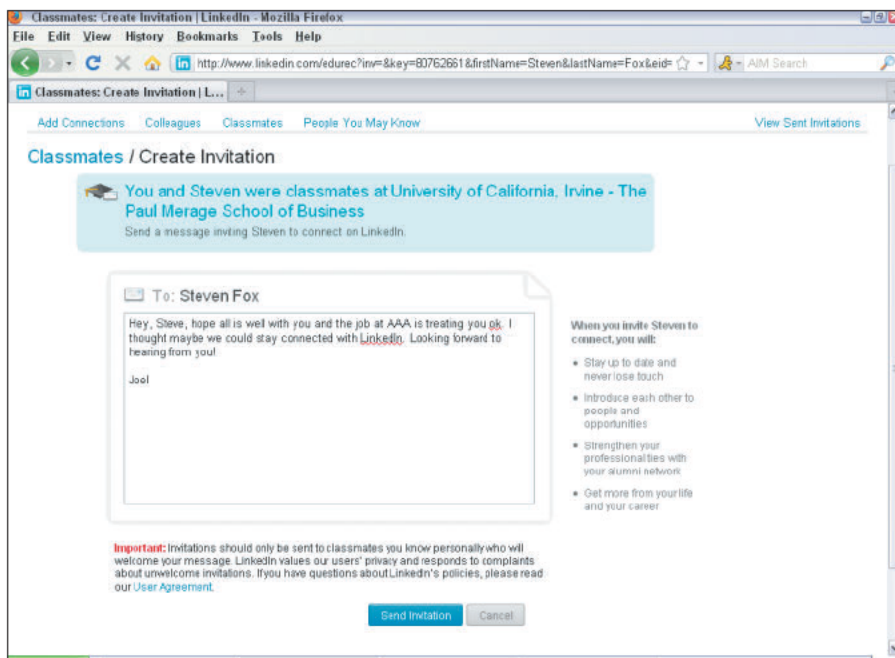 Classmates: Create Invitation | LinkedIn - Mozilla Firefox
File Edit View History Bookmarks Tools Help
http://www.linkedin.com/edurec?inv=&key=80762661&firstName=Steven&lastName=Fox&eid= AIM Search
Classmates: Create Invitation | L...
Add Connections Colleagues Classmates People You May Know View Sent Invitations
Classmates / Create Invitation
You and Steven were classmates at University of California, Irvine - The
Paul Merage School of Business
Send a message inviting Steven to connect on LinkedIn.
To: Steven Fox
Hey, Steve, hope all is well with you and the job at AAA is treating you ok. I
thought maybe we could stay connected with LinkedIn. Looking forward to
hearing from you!
Joel
When you invite Steven to
connect, you will:
• Stay up to date and
never lose touch
• Introduce each other to
people and
opportunities
• Strengthen your
professional ties with
your alumni network
• Get more from your life
and your career
Important: Invitations should only be sent to classmates you know personally who will
welcome your message. LinkedIn values our users' privacy and responds to complaints
about unwelcome invitations. If you have questions about LinkedIn's policies, please read
our User Agreement.
Send Invitation Cancel